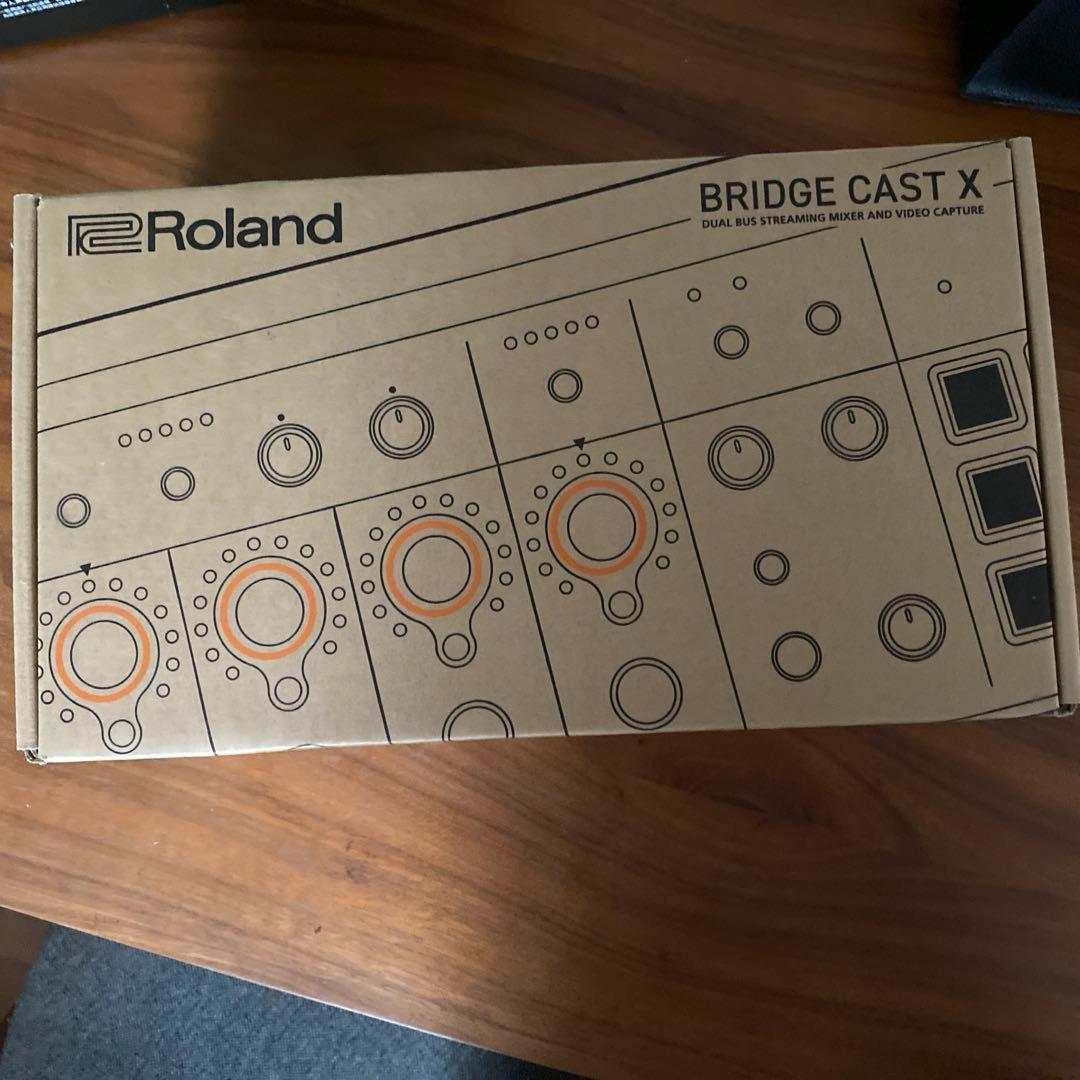 Roland
BRIDGE CAST X
DUAL BUS STREAMING MIXER AND VIDEO CAPTURE